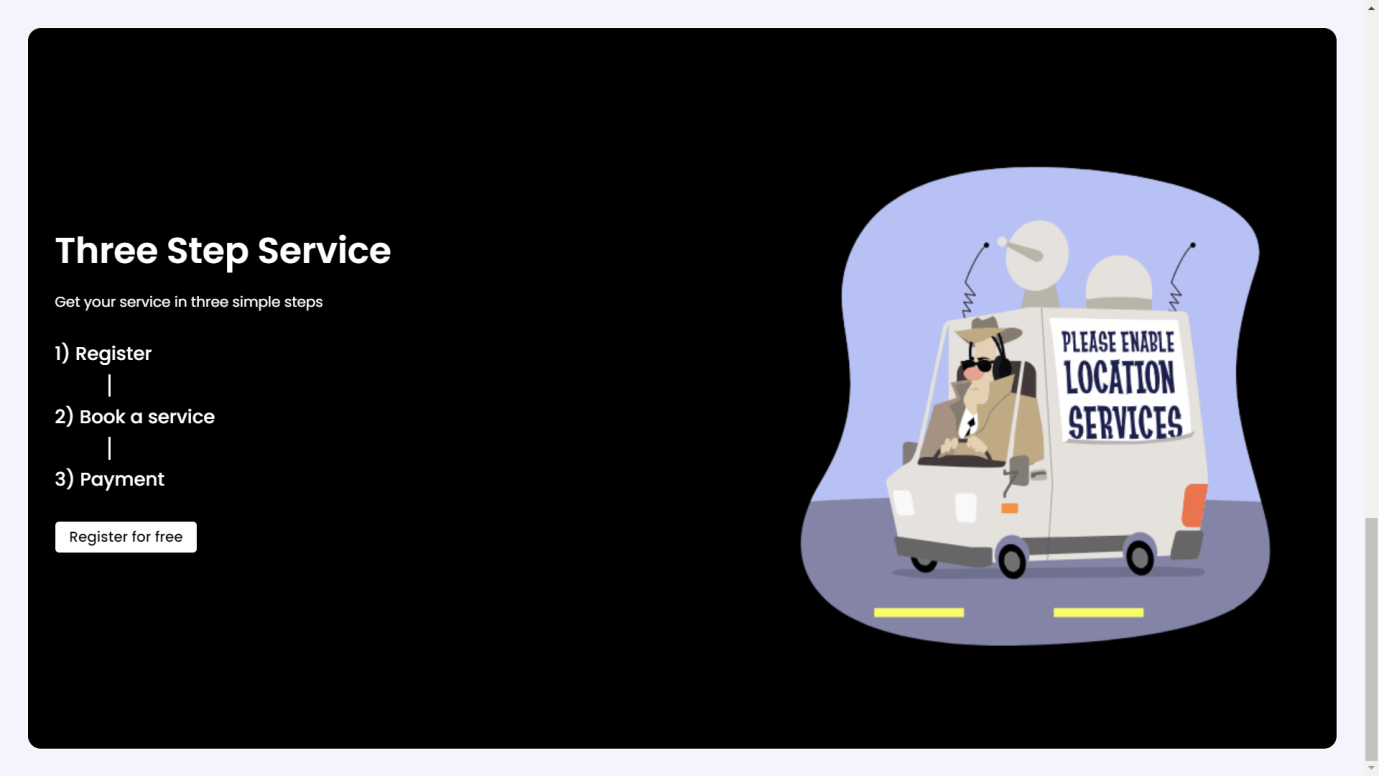 Three Step Service
Get your service in three simple steps
1) Register
|
2) Book a service
|
3) Payment
Register for free
PLEASE ENABLE
LOCATION
SERVICES